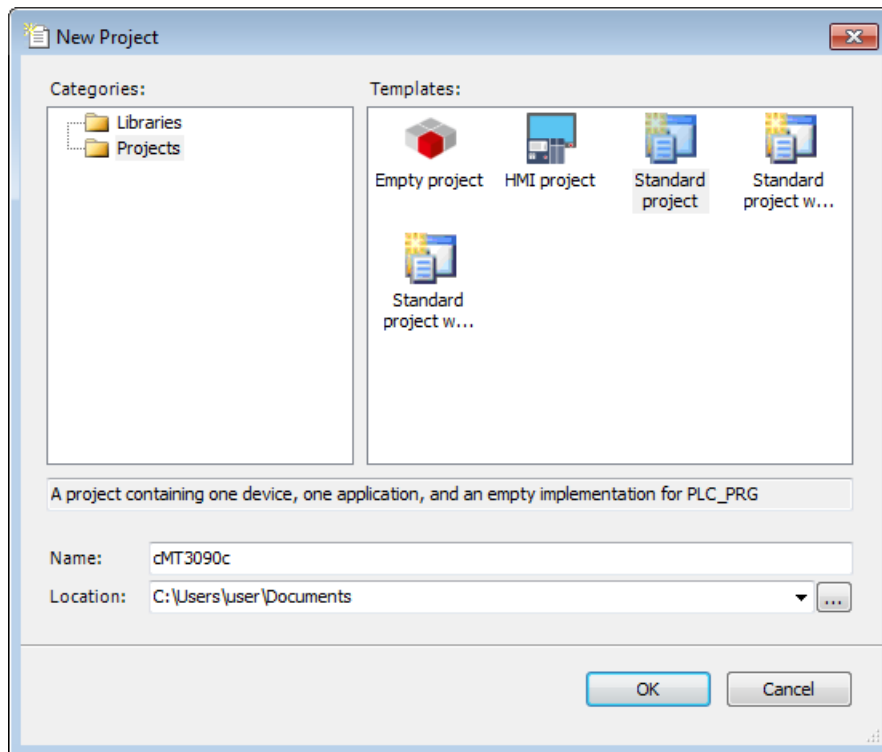 New Project
Categories:
Templates:
Libraries
Projects
Empty project
HMI project
Standard
project
Standard
project w...
Standard
project w...
A project containing one device, one application, and an empty implementation for PLC_PRG
Name:
cMT3090c
Location:
C:\Users\user\Documents
...
OK
Cancel